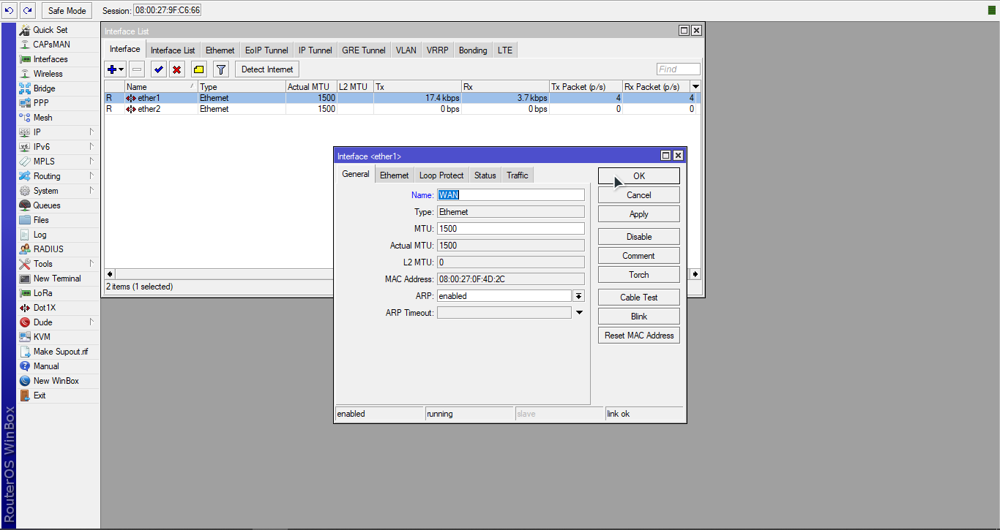 Safe Mode Session: 08:00:27:9F:C6:66
Quick Set
CAPsMAN
Interfaces
Wireless
Bridge
PPP
Mesh
IP
IPv6
MPLS
Routing
System
Queues
Files
Log
RADIUS
Tools
New Terminal
LoRa
Dot1X
Dude
KVM
Make Supout.rif
Manual
New WinBox
Exit
RouterOS WinBox
Interface List
Interface Interface List Ethernet EoIP Tunnel IP Tunnel GRE Tunnel VLAN VRRP Bonding LTE
Detect Internet Find
Name Type Actual MTU L2 MTU Tx Rx Tx Packet (p/s) Rx Packet (p/s)
R ether1 Ethernet 1500 17.4 kbps 3.7 kbps 4 4
R ether2 Ethernet 1500 0 bps 0 bps 0 0
2 items (1 selected)
Interface <ether1>
General Ethernet Loop Protect Status Traffic
Name: WAN
Type: Ethernet
MTU: 1500
Actual MTU: 1500
L2 MTU: 0
MAC Address: 08:00:27:0F:4D:2C
ARP: enabled
ARP Timeout:
OK
Cancel
Apply
Disable
Comment
Torch
Cable Test
Blink
Reset MAC Address
enabled running slave link ok